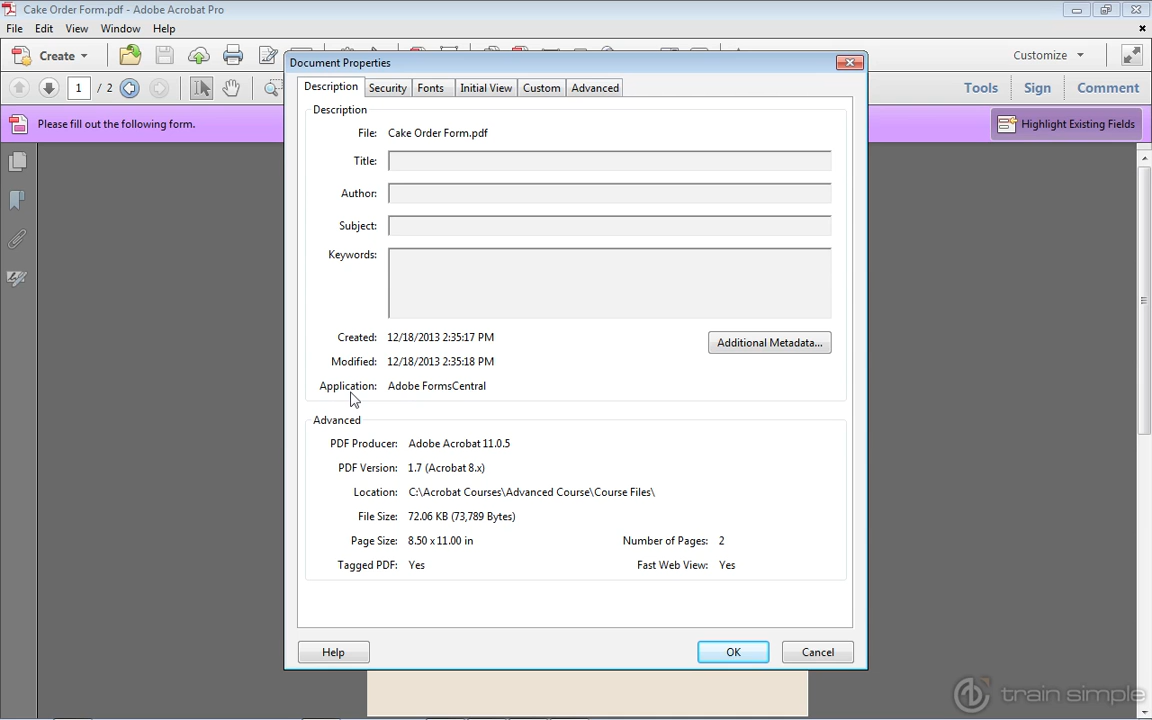 Cake Order Form.pdf - Adobe Acrobat Pro
File Edit View Window Help
Create
Customize
1 / 2
Tools Sign Comment
Please fill out the following form.
Highlight Existing Fields
Document Properties
Description Security Fonts Initial View Custom Advanced
Description
File: Cake Order Form.pdf
Title:
Author:
Subject:
Keywords:
Created: 12/18/2013 2:35:17 PM
Additional Metadata...
Modified: 12/18/2013 2:35:18 PM
Application: Adobe FormsCentral
Advanced
PDF Producer: Adobe Acrobat 11.0.5
PDF Version: 1.7 (Acrobat 8.x)
Location: C:\Acrobat Courses\Advanced Course\Course Files\
File Size: 72.06 KB (73,789 Bytes)
Page Size: 8.50 x 11.00 in Number of Pages: 2
Tagged PDF: Yes Fast Web View: Yes
Help OK Cancel
train simple